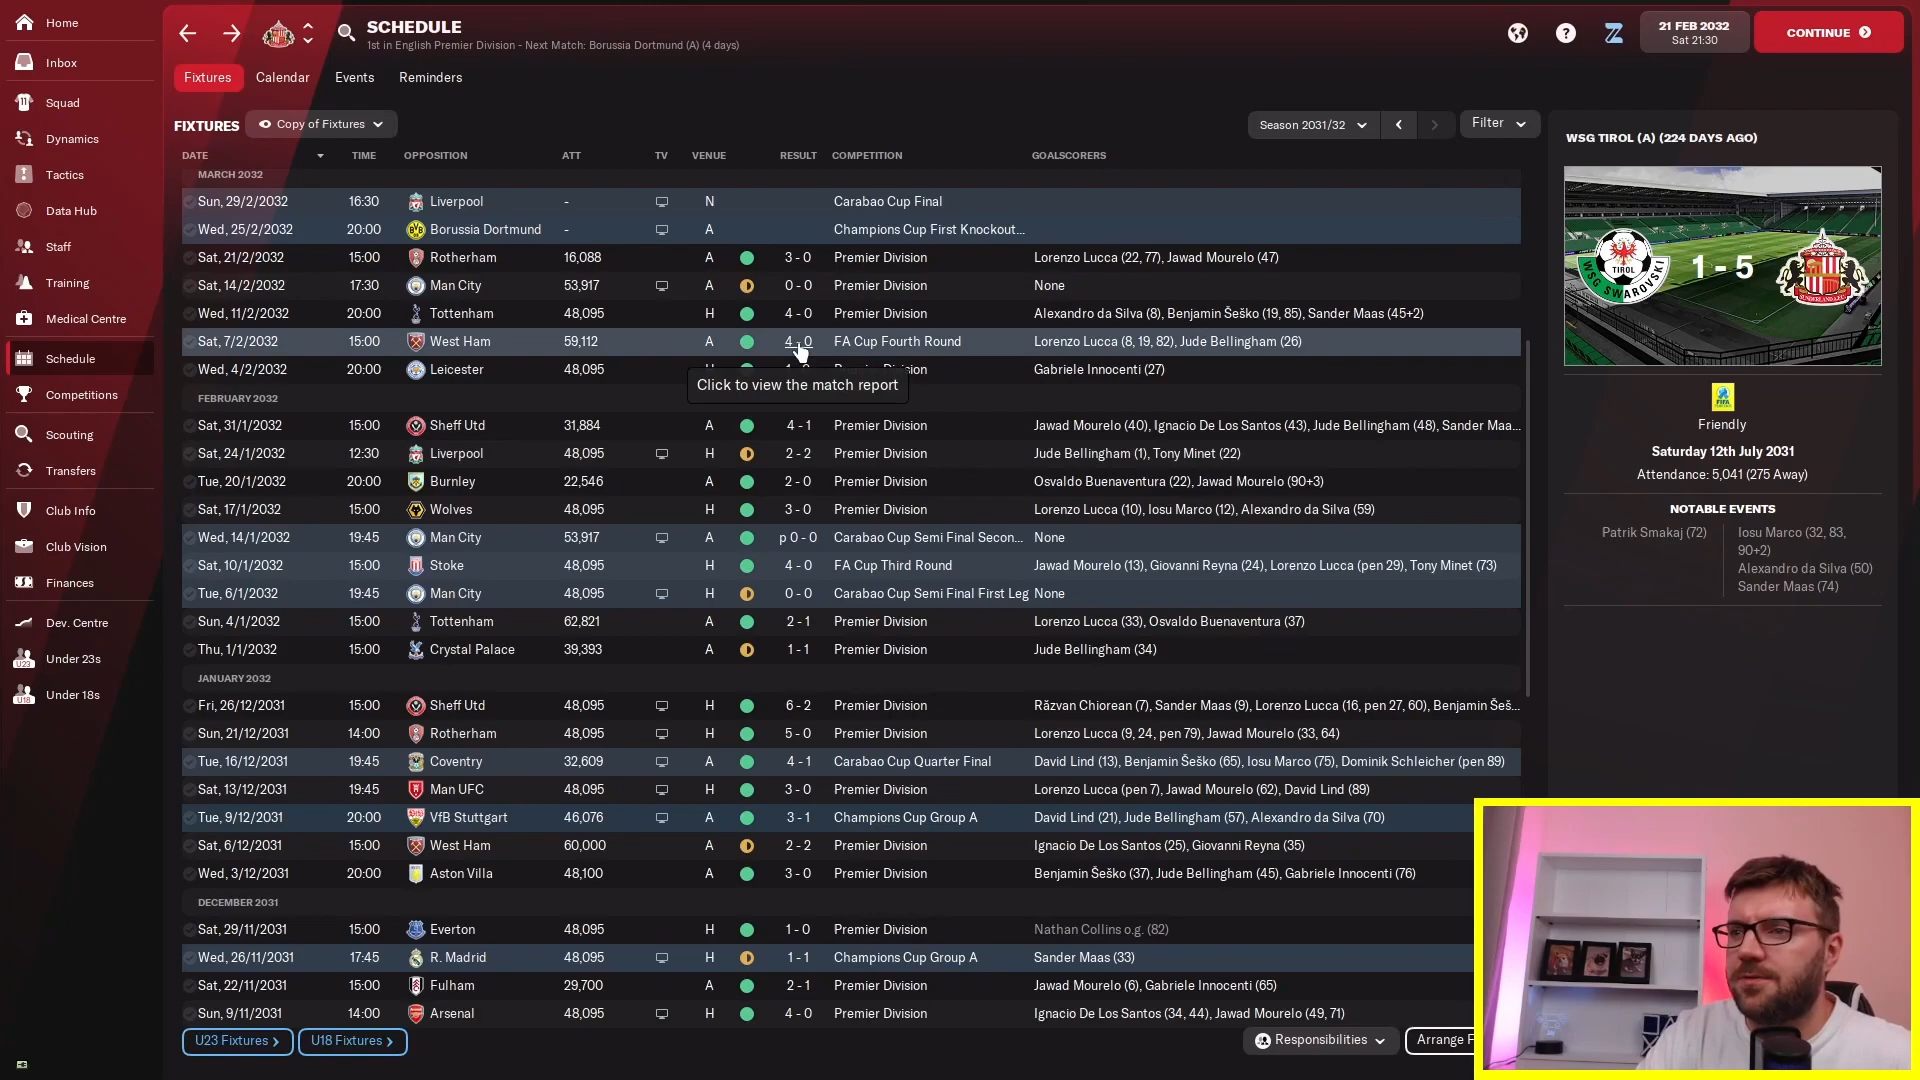 Home
Inbox
Squad
Dynamics
Tactics
Data Hub
Staff
Training
Medical Centre
Schedule
Competitions
Scouting
Transfers
Club Info
Club Vision
Finances
Dev. Centre
U23 Under 23s
U18 Under 18s
SCHEDULE
1st in English Premier Division - Next Match: Borussia Dortmund (A) (4 days)
21 FEB 2032
Sat 21:30
CONTINUE
Fixtures Calendar Events Reminders
FIXTURES Copy of Fixtures Season 2031/32 Filter
DATE TIME OPPOSITION ATT TV VENUE RESULT COMPETITION GOALSCORERS
MARCH 2032
Sun, 29/2/2032 16:30 Liverpool - N Carabao Cup Final
Wed, 25/2/2032 20:00 Borussia Dortmund - A Champions Cup First Knockout...
Sat, 21/2/2032 15:00 Rotherham 16,088 A 3 - 0 Premier Division Lorenzo Lucca (22, 77), Jawad Mourelo (47)
Sat, 14/2/2032 17:30 Man City 53,917 A 0 - 0 Premier Division None
Wed, 11/2/2032 20:00 Tottenham 48,095 H 4 - 0 Premier Division Alexandro da Silva (8), Benjamin Šeško (19, 85), Sander Maas (45+2)
Sat, 7/2/2032 15:00 West Ham 59,112 A 4 - 0 FA Cup Fourth Round Lorenzo Lucca (8, 19, 82), Jude Bellingham (26)
Wed, 4/2/2032 20:00 Leicester 48,095 Gabriele Innocenti (27)
Click to view the match report
FEBRUARY 2032
Sat, 31/1/2032 15:00 Sheff Utd 31,884 A 4 - 1 Premier Division Jawad Mourelo (40), Ignacio De Los Santos (43), Jude Bellingham (48), Sander Maa...
Sat, 24/1/2032 12:30 Liverpool 48,095 H 2 - 2 Premier Division Jude Bellingham (1), Tony Minet (22)
Tue, 20/1/2032 20:00 Burnley 22,546 A 2 - 0 Premier Division Osvaldo Buenaventura (22), Jawad Mourelo (90+3)
Sat, 17/1/2032 15:00 Wolves 48,095 H 3 - 0 Premier Division Lorenzo Lucca (10), Iosu Marco (12), Alexandro da Silva (59)
Wed, 14/1/2032 19:45 Man City 53,917 A p 0 - 0 Carabao Cup Semi Final Secon... None
Sat, 10/1/2032 15:00 Stoke 48,095 H 4 - 0 FA Cup Third Round Jawad Mourelo (13), Giovanni Reyna (24), Lorenzo Lucca (pen 29), Tony Minet (73)
Tue, 6/1/2032 19:45 Man City 48,095 H 0 - 0 Carabao Cup Semi Final First Leg None
Sun, 4/1/2032 15:00 Tottenham 62,821 A 2 - 1 Premier Division Lorenzo Lucca (33), Osvaldo Buenaventura (37)
Thu, 1/1/2032 15:00 Crystal Palace 39,393 A 1 - 1 Premier Division Jude Bellingham (34)
JANUARY 2032
Fri, 26/12/2031 15:00 Sheff Utd 48,095 H 6 - 2 Premier Division Răzvan Chiorean (7), Sander Maas (9), Lorenzo Lucca (16, pen 27, 60), Benjamin Šeš...
Sun, 21/12/2031 14:00 Rotherham 48,095 H 5 - 0 Premier Division Lorenzo Lucca (9, 24, pen 79), Jawad Mourelo (33, 64)
Tue, 16/12/2031 19:45 Coventry 32,609 A 4 - 1 Carabao Cup Quarter Final David Lind (13), Benjamin Šeško (65), Iosu Marco (75), Dominik Schleicher (pen 89)
Sat, 13/12/2031 19:45 Man UFC 48,095 H 3 - 0 Premier Division Lorenzo Lucca (pen 7), Jawad Mourelo (62), David Lind (89)
Tue, 9/12/2031 20:00 VfB Stuttgart 46,076 A 3 - 1 Champions Cup Group A David Lind (21), Jude Bellingham (57), Alexandro da Silva (70)
Sat, 6/12/2031 15:00 West Ham 60,000 A 2 - 2 Premier Division Ignacio De Los Santos (25), Giovanni Reyna (35)
Wed, 3/12/2031 20:00 Aston Villa 48,100 A 3 - 0 Premier Division Benjamin Šeško (37), Jude Bellingham (45), Gabriele Innocenti (76)
DECEMBER 2031
Sat, 29/11/2031 15:00 Everton 48,095 H 1 - 0 Premier Division Nathan Collins o.g. (82)
Wed, 26/11/2031 17:45 R. Madrid 48,095 H 1 - 1 Champions Cup Group A Sander Maas (33)
Sat, 22/11/2031 15:00 Fulham 29,700 A 2 - 1 Premier Division Jawad Mourelo (6), Gabriele Innocenti (65)
Sun, 9/11/2031 14:00 Arsenal 48,095 H 4 - 0 Premier Division Ignacio De Los Santos (34, 44), Jawad Mourelo (49, 71)
U23 Fixtures U18 Fixtures Responsibilities Arrange F
WSG TIROL (A) (224 DAYS AGO)
TIROL
WSG SWAROVSKI
1 - 5
SUNDERLAND A.F.C.
FIFA
Friendly
Saturday 12th July 2031
Attendance: 5,041 (275 Away)
NOTABLE EVENTS
Patrik Smakaj (72) Iosu Marco (32, 83,
90+2)
Alexandro da Silva (50)
Sander Maas (74)